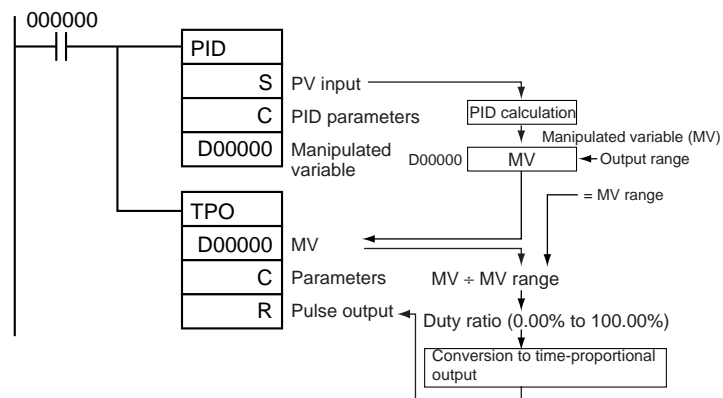 000000
PID
S PV input
C PID parameters
D00000 Manipulated variable
PID calculation
Manipulated variable (MV)
D00000 MV Output range
= MV range
TPO
D00000 MV
C Parameters
R Pulse output
MV ÷ MV range
Duty ratio (0.00% to 100.00%)
Conversion to time-proportional
output